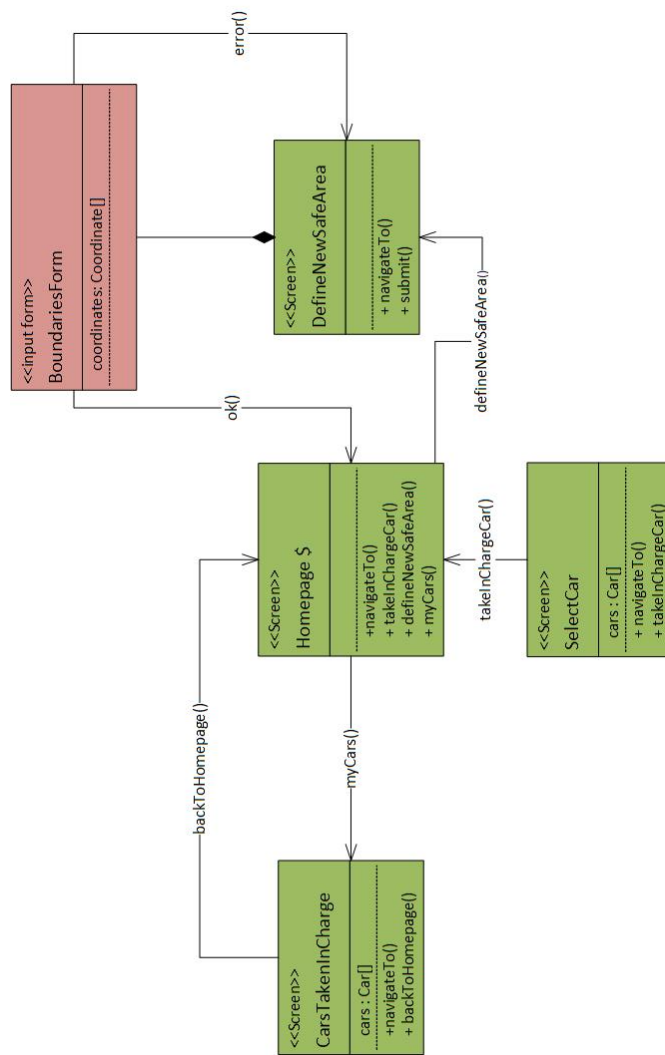 <<input form>>
BoundariesForm
coordinates: Coordinate[]
error()
ok()
<<Screen>>
DefineNewSafeArea
+ navigateTo()
+ submit()
defineNewSafeArea()
<<Screen>>
Homepage $
+navigateTo()
+ takeInChargeCar()
+ defineNewSafeArea()
+ myCars()
backToHomepage()
myCars()
takeInChargeCar()
<<Screen>>
CarsTakenInCharge
cars : Car[]
+navigateTo()
+ backToHomepage()
<<Screen>>
SelectCar
cars : Car[]
+ navigateTo()
+ takeInChargeCar()